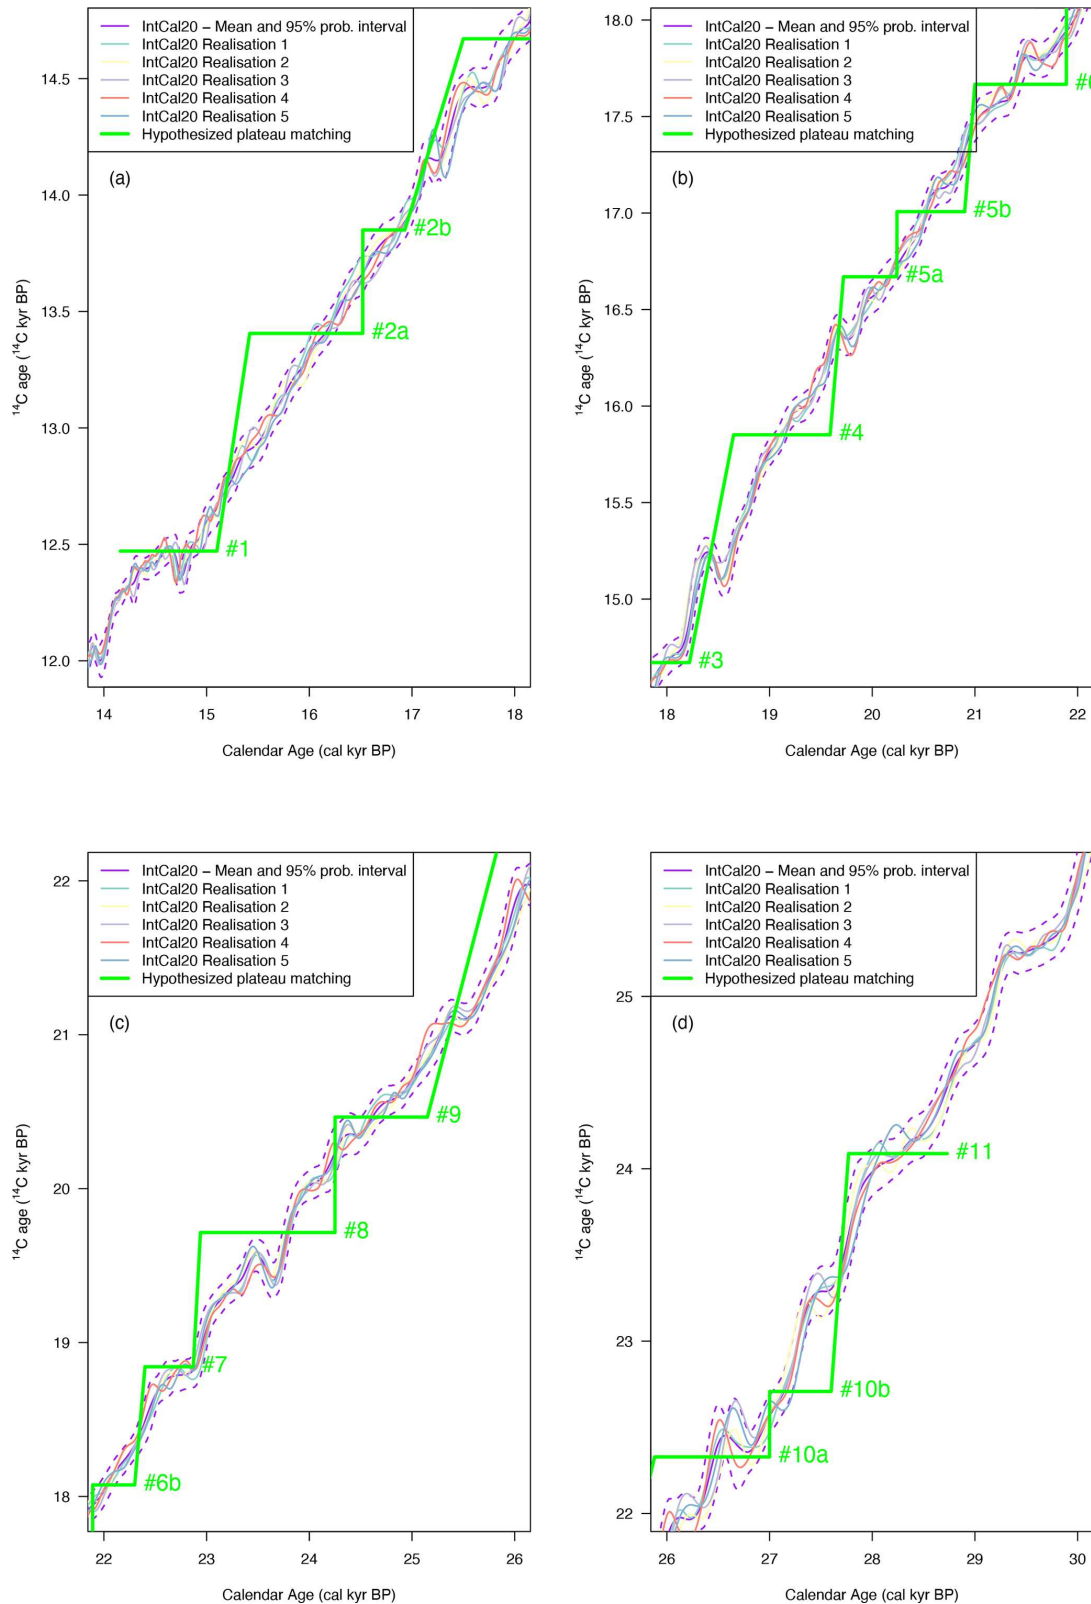 IntCal20 – Mean and 95% prob. interval
IntCal20 Realisation 1
IntCal20 Realisation 2
IntCal20 Realisation 3
IntCal20 Realisation 4
IntCal20 Realisation 5
Hypothesized plateau matching
(a)
#2b
#2a
#1
14.5
14.0
13.5
13.0
12.5
12.0
¹⁴C age (¹⁴C kyr BP)
14 15 16 17 18
Calendar Age (cal kyr BP)
IntCal20 – Mean and 95% prob. interval
IntCal20 Realisation 1
IntCal20 Realisation 2
IntCal20 Realisation 3
IntCal20 Realisation 4
IntCal20 Realisation 5
Hypothesized plateau matching
(b)
#5b
#5a
#4
#3
18.0
17.5
17.0
16.5
16.0
15.5
15.0
¹⁴C age (¹⁴C kyr BP)
18 19 20 21 22
Calendar Age (cal kyr BP)
IntCal20 – Mean and 95% prob. interval
IntCal20 Realisation 1
IntCal20 Realisation 2
IntCal20 Realisation 3
IntCal20 Realisation 4
IntCal20 Realisation 5
Hypothesized plateau matching
(c)
#9
#8
#7
#6b
22
21
20
19
18
¹⁴C age (¹⁴C kyr BP)
22 23 24 25 26
Calendar Age (cal kyr BP)
IntCal20 – Mean and 95% prob. interval
IntCal20 Realisation 1
IntCal20 Realisation 2
IntCal20 Realisation 3
IntCal20 Realisation 4
IntCal20 Realisation 5
Hypothesized plateau matching
(d)
#11
#10b
#10a
25
24
23
22
¹⁴C age (¹⁴C kyr BP)
26 27 28 29 30
Calendar Age (cal kyr BP)